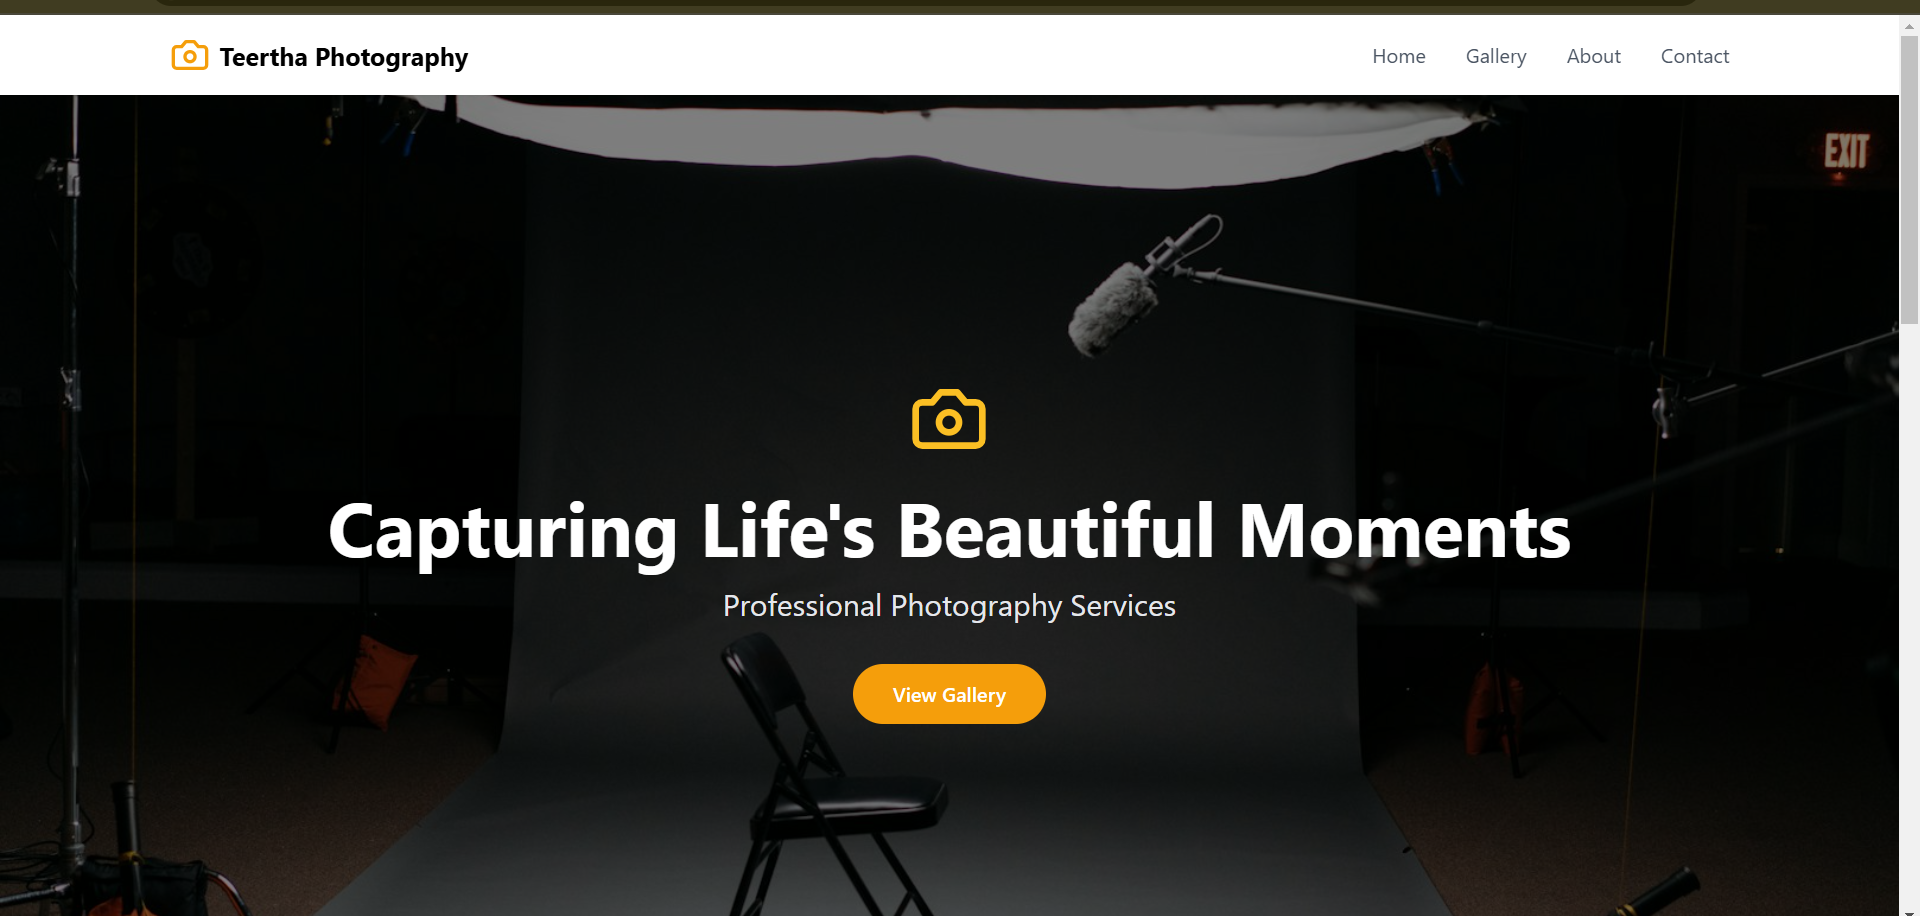 Teertha Photography
Home Gallery About Contact
EXIT
Capturing Life's Beautiful Moments
Professional Photography Services
View Gallery